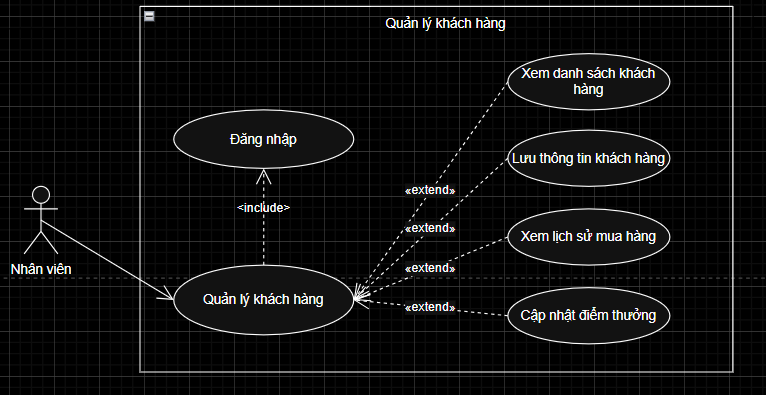 Quản lý khách hàng
Xem danh sách khách
hàng
Đăng nhập
Lưu thông tin khách hàng
«extend»
<include>
«extend»
Xem lịch sử mua hàng
Nhân viên
«extend»
Quản lý khách hàng
«extend»
Cập nhật điểm thưởng